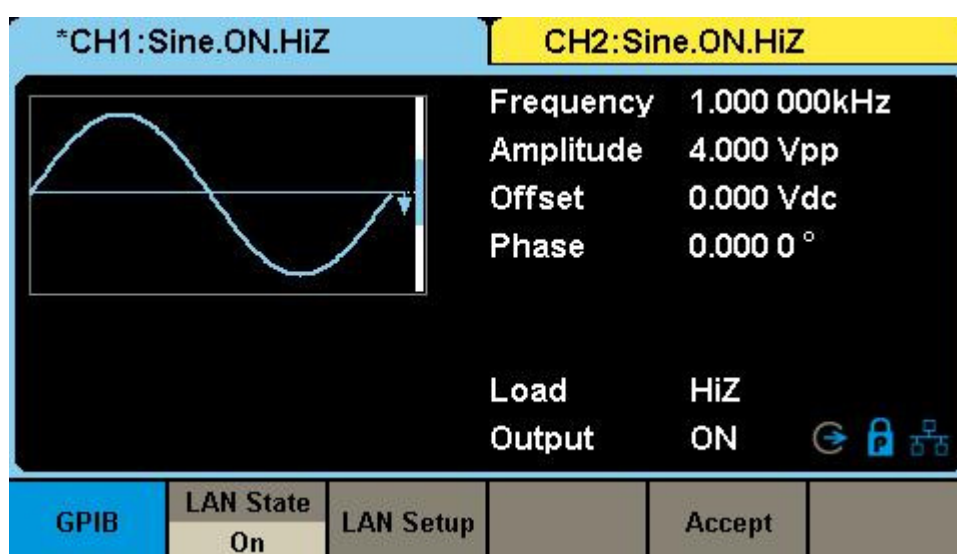 *CH1:Sine.ON.HiZ
CH2:Sine.ON.HiZ
Frequency 1.000 000kHz
Amplitude 4.000 Vpp
Offset 0.000 Vdc
Phase 0.000 0 °
Load HiZ
Output ON
P
GPIB
LAN State
On
LAN Setup
Accept